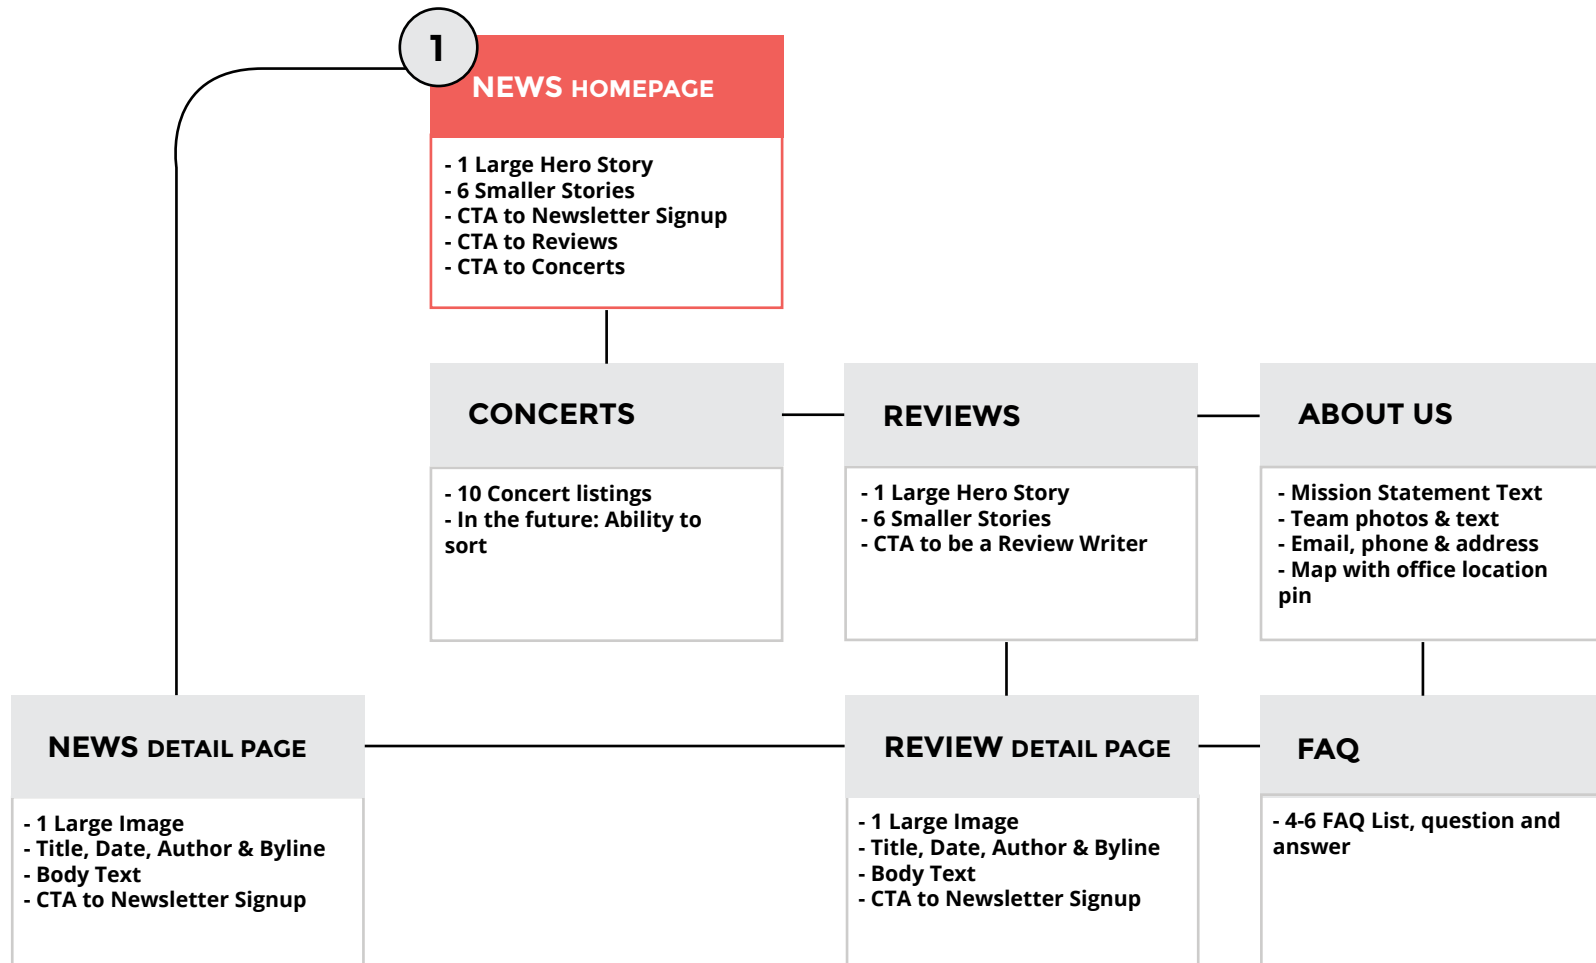 1
NEWS HOMEPAGE
- 1 Large Hero Story
- 6 Smaller Stories
- CTA to Newsletter Signup
- CTA to Reviews
- CTA to Concerts
CONCERTS
- 10 Concert listings
- In the future: Ability to
sort
REVIEWS
- 1 Large Hero Story
- 6 Smaller Stories
- CTA to be a Review Writer
ABOUT US
- Mission Statement Text
- Team photos & text
- Email, phone & address
- Map with office location
pin
NEWS DETAIL PAGE
- 1 Large Image
- Title, Date, Author & Byline
- Body Text
- CTA to Newsletter Signup
REVIEW DETAIL PAGE
- 1 Large Image
- Title, Date, Author & Byline
- Body Text
- CTA to Newsletter Signup
FAQ
- 4-6 FAQ List, question and
answer